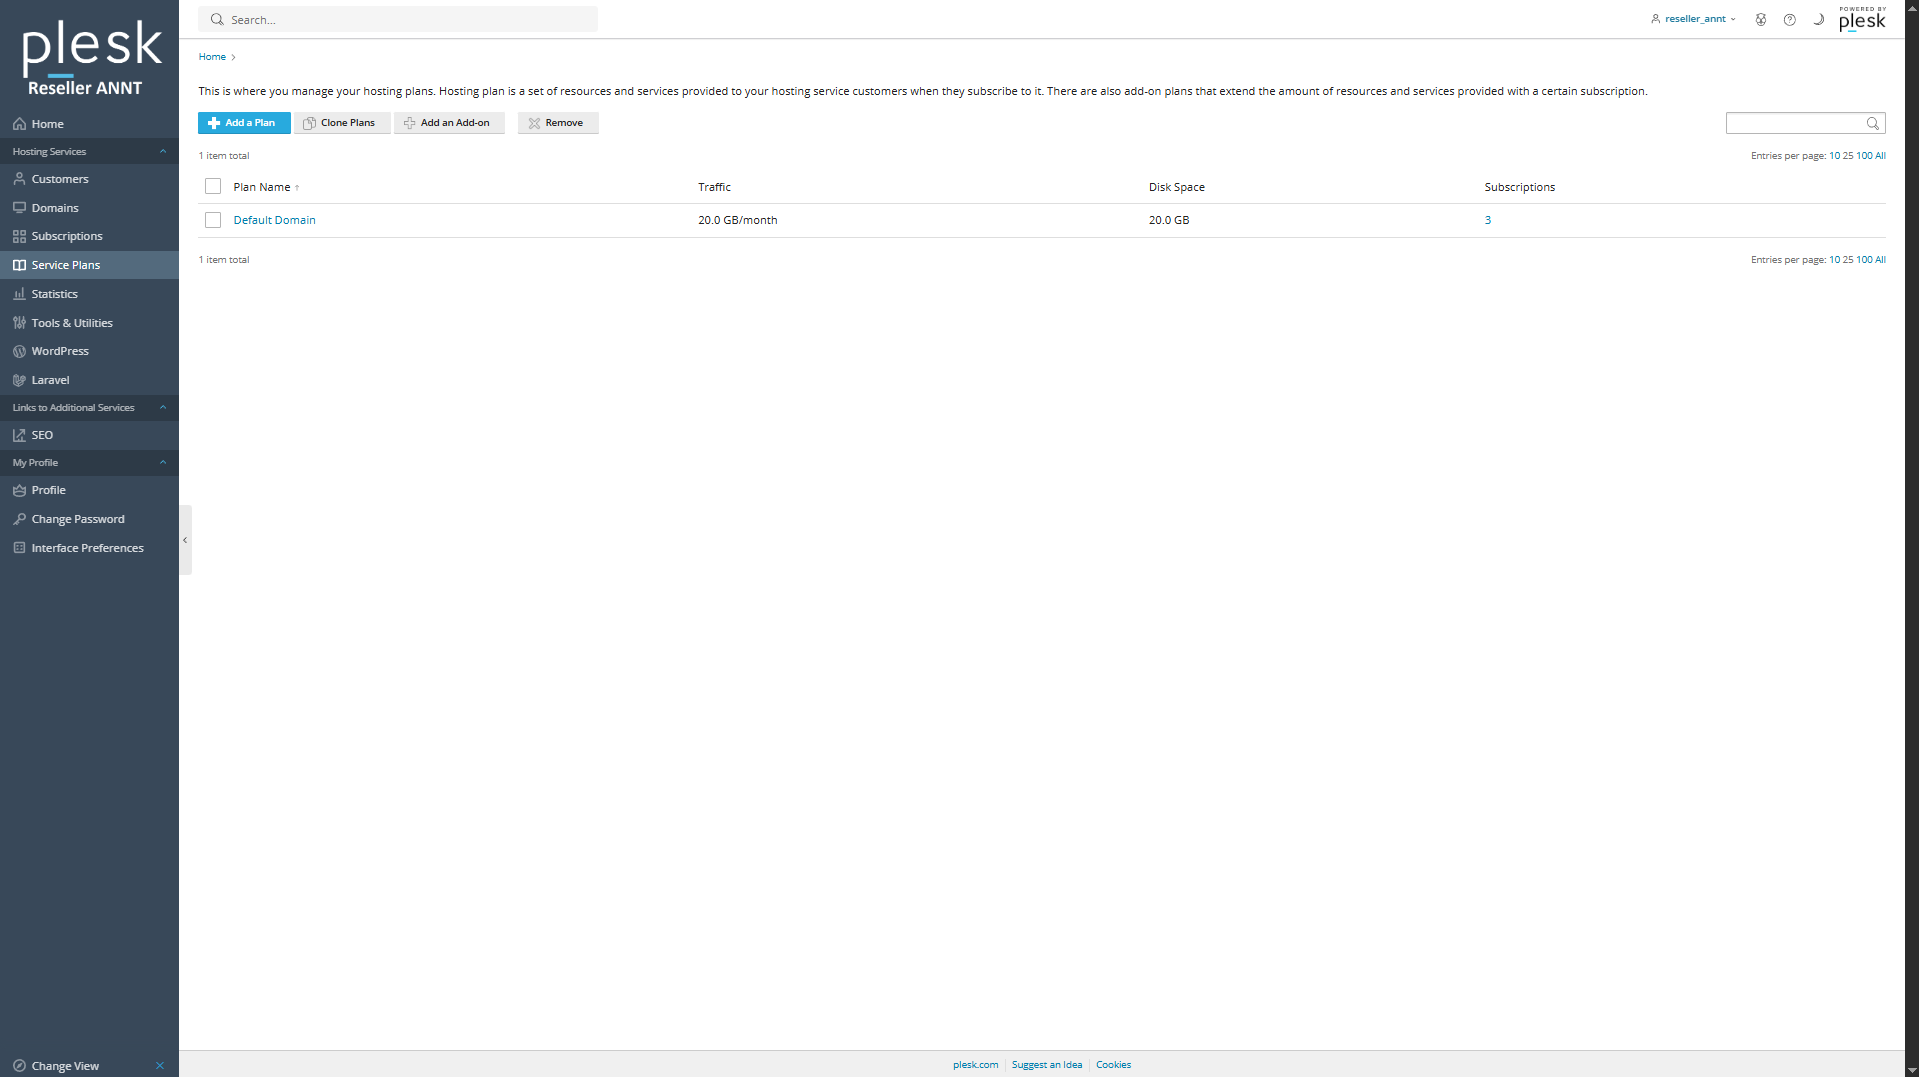 plesk
Reseller ANNT
Home
Hosting Services
Customers
Domains
Subscriptions
Service Plans
Statistics
Tools & Utilities
WordPress
Laravel
Links to Additional Services
SEO
My Profile
Profile
Change Password
Interface Preferences
Change View
Search...
reseller_annt
POWERED BY
plesk
Home
This is where you manage your hosting plans. Hosting plan is a set of resources and services provided to your hosting service customers when they subscribe to it. There are also add-on plans that extend the amount of resources and services provided with a certain subscription.
Add a Plan Clone Plans Add an Add-on Remove
1 item total Entries per page: 10 25 100 All
Plan Name Traffic Disk Space Subscriptions
Default Domain 20.0 GB/month 20.0 GB 3
1 item total Entries per page: 10 25 100 All
plesk.com Suggest an Idea Cookies